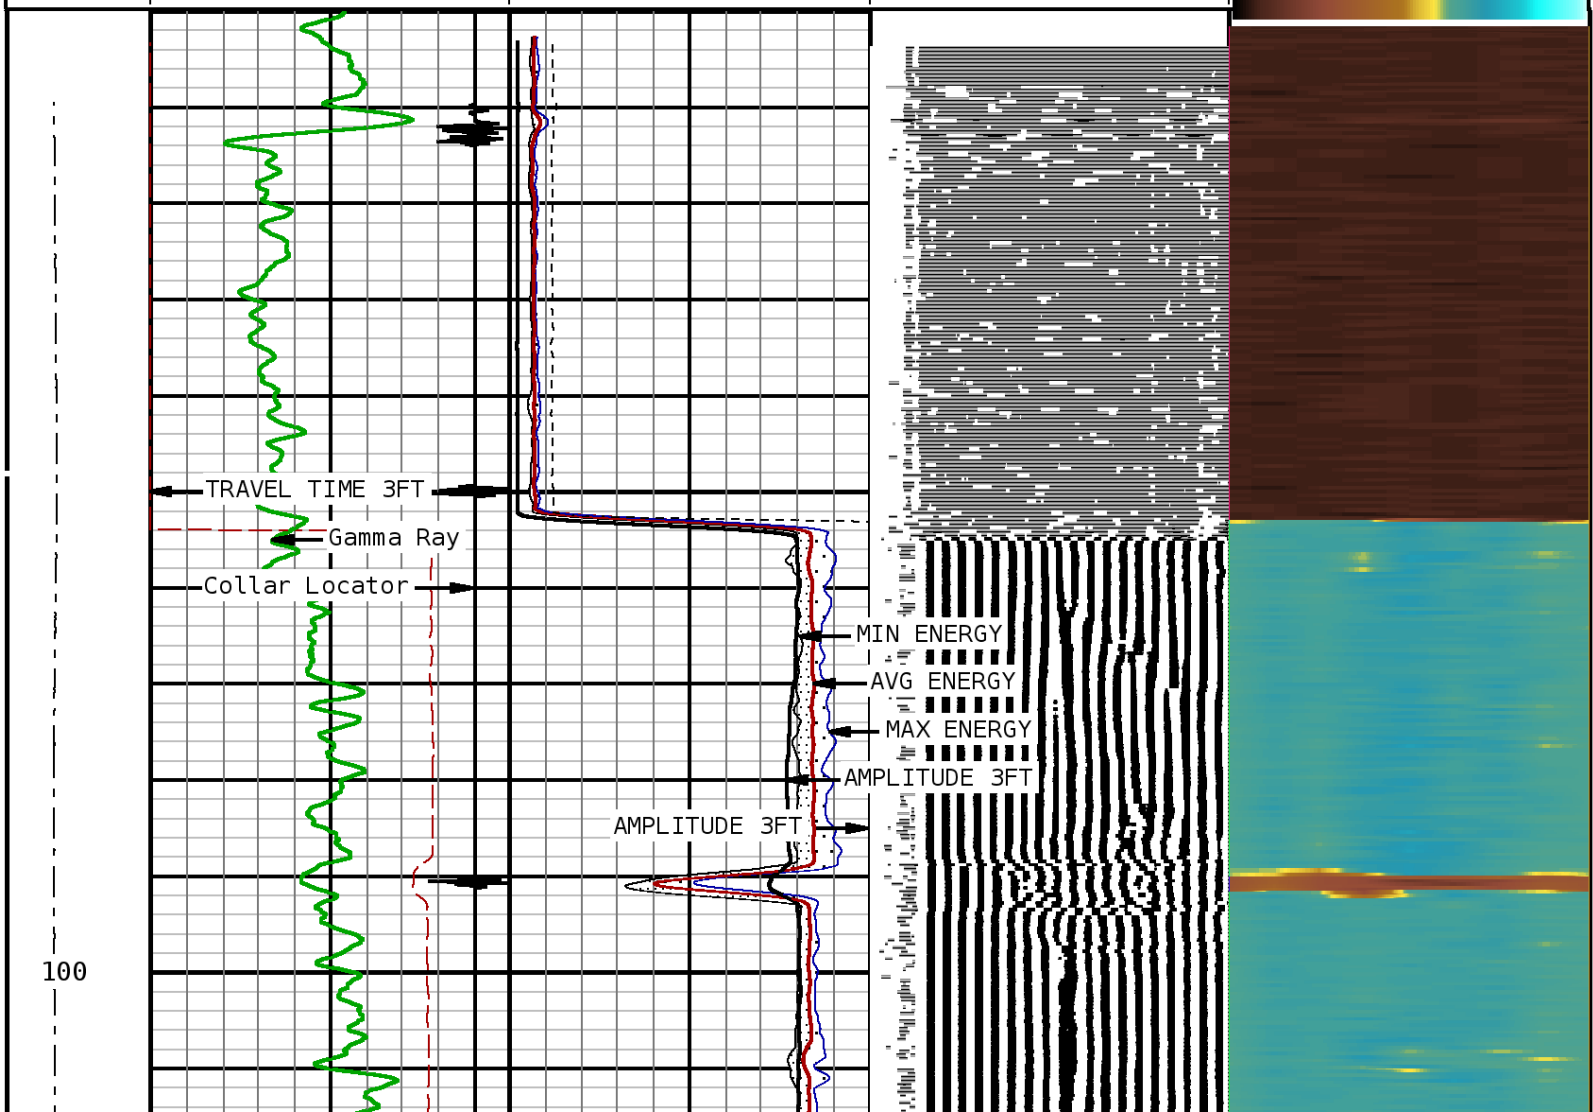 TRAVEL TIME 3FT
Gamma Ray
Collar Locator
MIN ENERGY
AVG ENERGY
MAX ENERGY
AMPLITUDE 3FT
AMPLITUDE 3FT
100